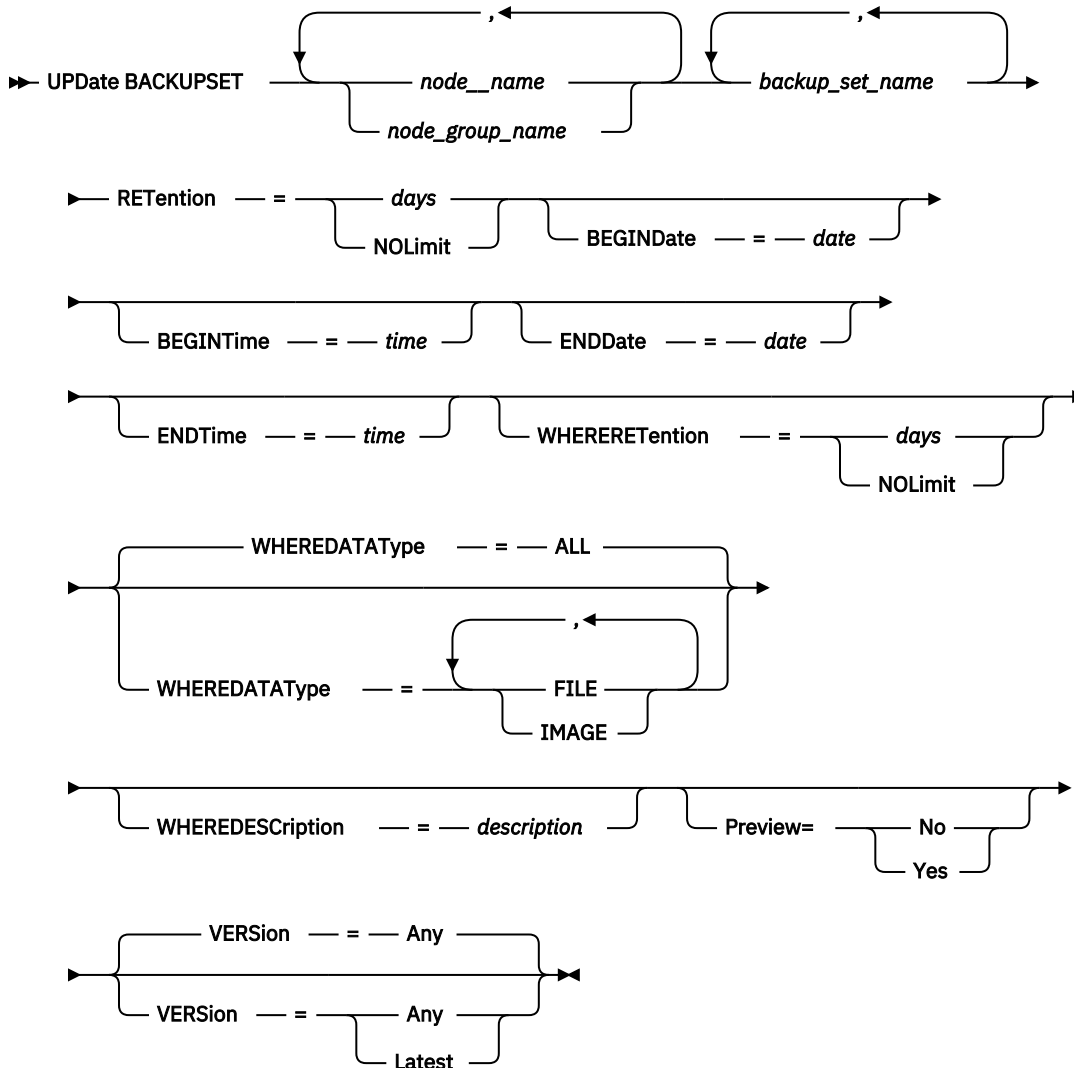 , ,
UPDate BACKUPSET node__name backup_set_name
node_group_name
RETention = days
NOLimit BEGINDate = date
BEGINTime = time ENDDate = date
ENDTime = time WHERERETention = days
NOLimit
WHEREDATAType = ALL
,
WHEREDATAType = FILE
IMAGE
WHEREDESCription = description Preview= No
Yes
VERSion = Any
VERSion = Any
Latest